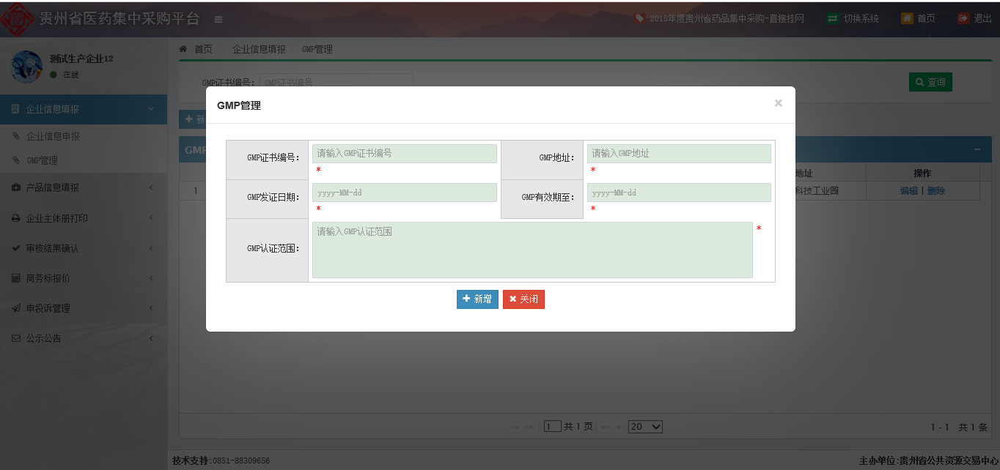 贵州省医药集中采购平台
2015年度贵州省药品集中采购-直接挂网 切换系统 首页 退出
测试生产企业12
在线
首页 企业信息填报 GMP管理
GMP证书编号: GMP证书编号 查询
企业信息填报
企业信息申报
GMP管理
产品信息填报
企业主体册打印
审核结果确认
商务标报价
申投诉管理
公示公告
新
GM
地址 操作
1 科技工业园 编辑 | 删除
GMP管理 ×
GMP证书编号: 请输入GMP证书编号 * GMP地址: 请输入GMP地址 *
GMP发证日期: yyyy-MM-dd * GMP有效期至: yyyy-MM-dd *
GMP认证范围: 请输入GMP认证范围 *
新增 关闭
1 共 1 页 20 1 - 1 共 1 条
技术支持:0851-88309656 主办单位:贵州省公共资源交易中心